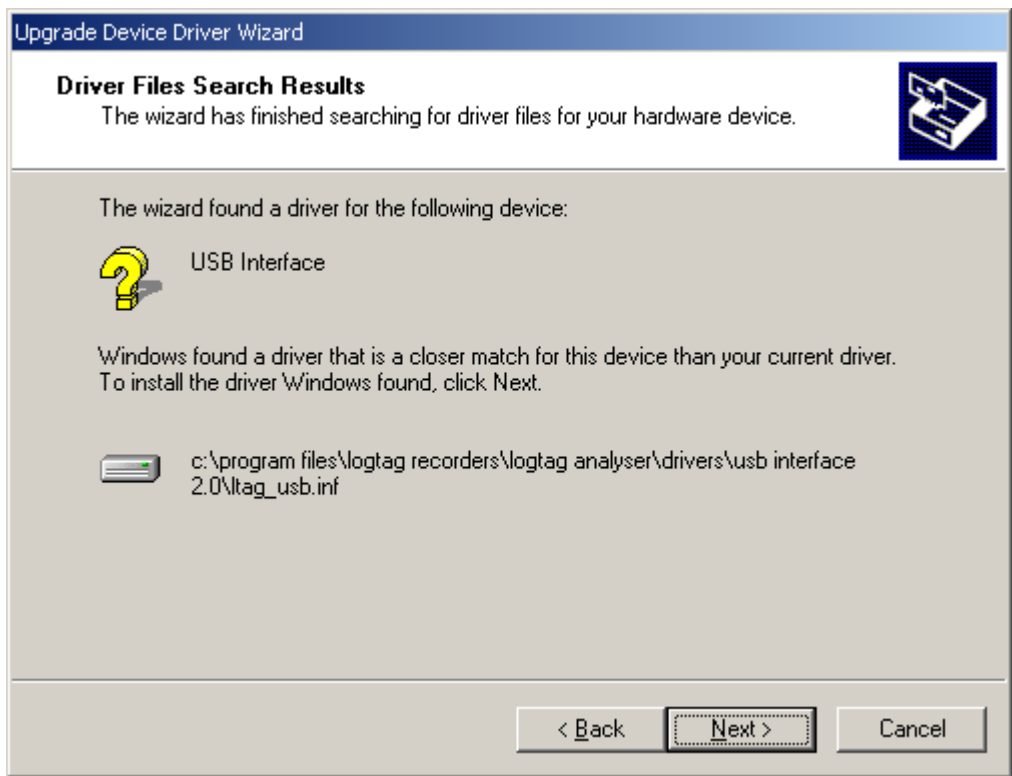 Upgrade Device Driver Wizard
Driver Files Search Results
The wizard has finished searching for driver files for your hardware device.
The wizard found a driver for the following device:
USB Interface
Windows found a driver that is a closer match for this device than your current driver.
To install the driver Windows found, click Next.
c:\program files\logtag recorders\logtag analyser\drivers\usb interface
2.0\ltag_usb.inf
< Back Next > Cancel